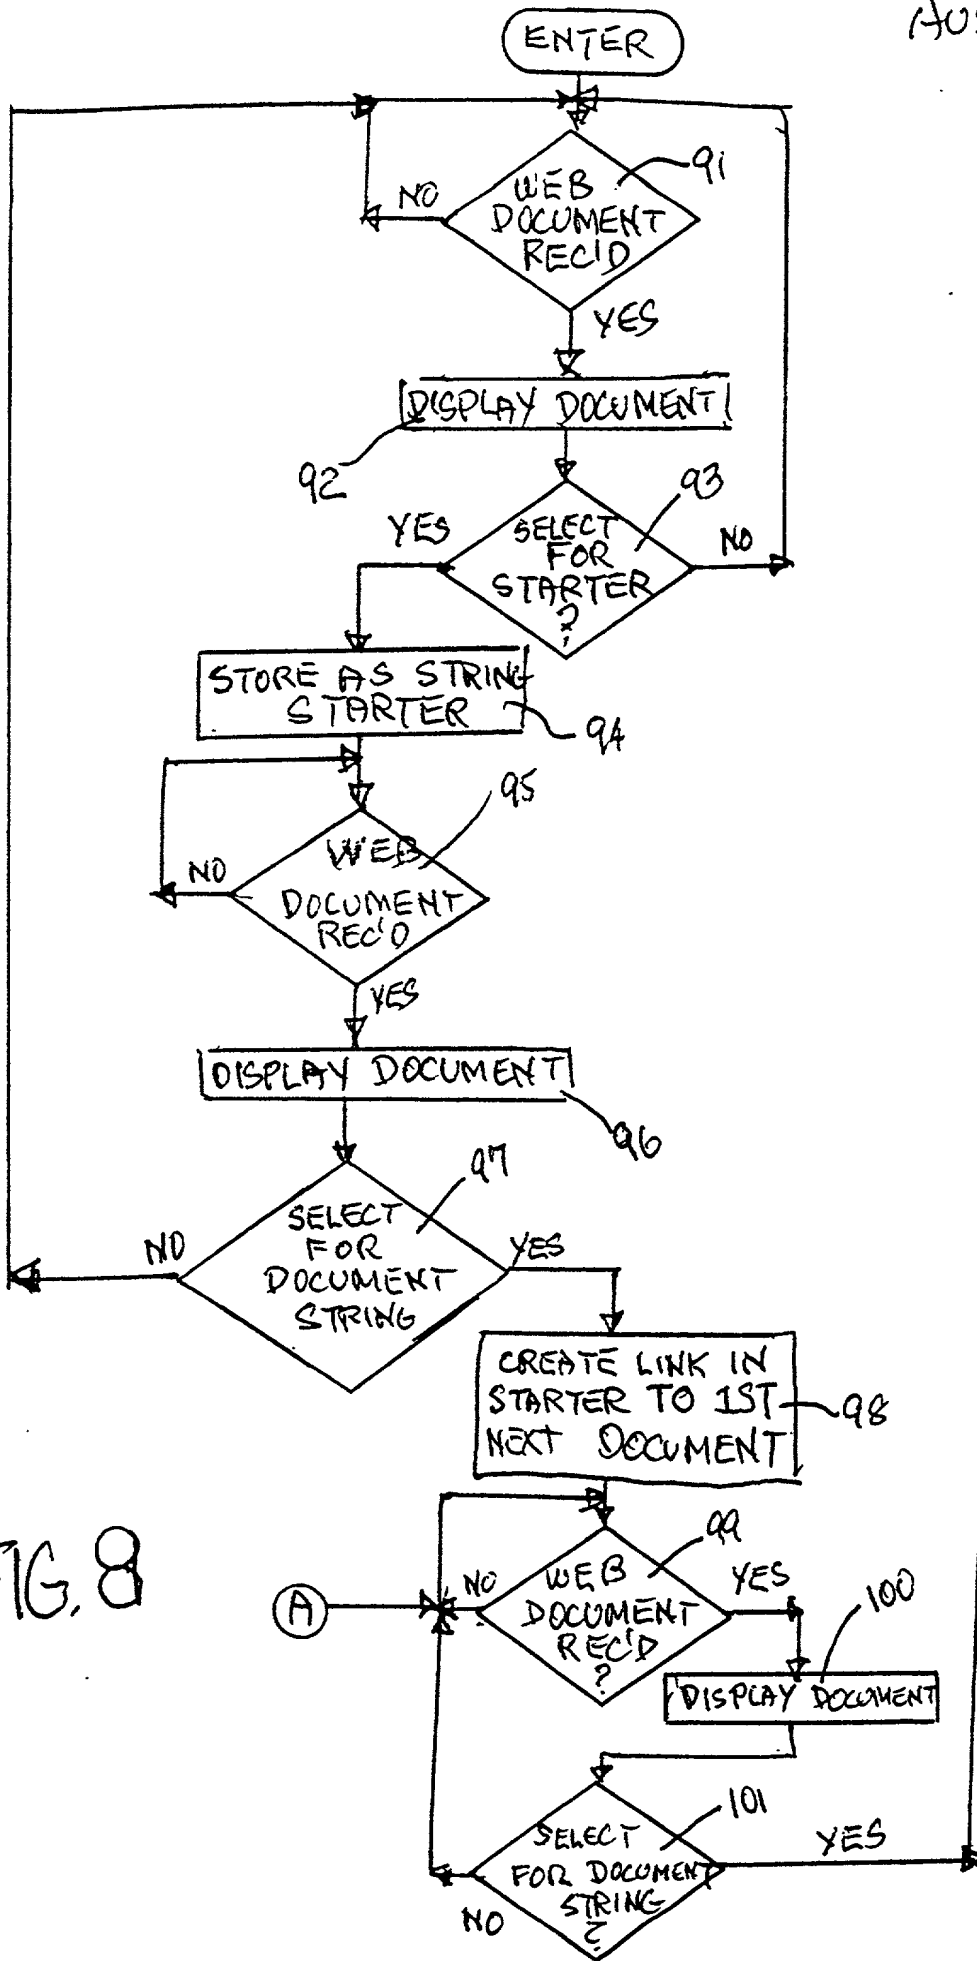 ENTER
91
WEB
DOCUMENT
REC'D
NO
YES
DISPLAY DOCUMENT
92
93
YES
SELECT
FOR
STARTER
?
NO
STORE AS STRING
STARTER
94
95
WEB
DOCUMENT
REC'D
NO
YES
DISPLAY DOCUMENT
96
97
SELECT
FOR
DOCUMENT
STRING
NO
YES
CREATE LINK IN
STARTER TO 1ST
NEXT DOCUMENT
98
99
WEB
DOCUMENT
REC'D
?
NO
YES
A
100
DISPLAY DOCUMENT
101
SELECT
FOR DOCUMENT
STRING
?
YES
NO
IG. 8